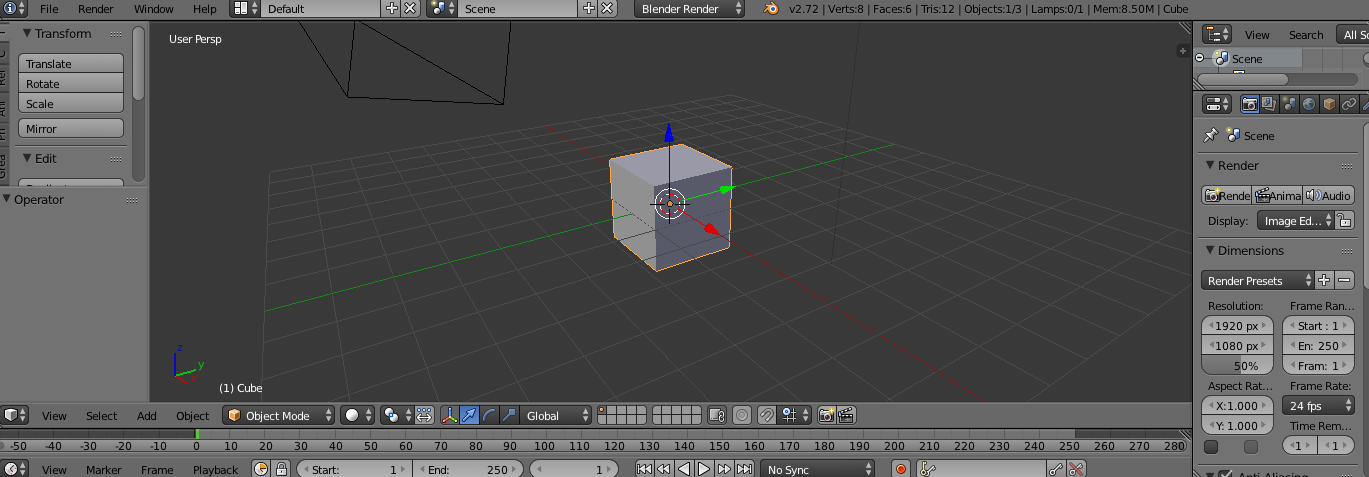 File Render Window Help Default Scene Blender Render v2.72 | Verts:8 | Faces:6 | Tris:12 | Objects:1/3 | Lamps:0/1 | Mem:8.50M | Cube
Transform
Translate
Rotate
Scale
Mirror
Edit
Operator
User Persp
z
y
(1) Cube
View Search All Sc
Scene
Scene
Render
Rende Anima Audio
Display: Image Ed...
Dimensions
Render Presets
Resolution: Frame Ran...
1920 px Start : 1
1080 px En: 250
50% Fram: 1
Aspect Rat... Frame Rate:
X:1.000 24 fps
Y: 1.000 Time Rem...
1 1
Anti-Aliasing
View Select Add Object Object Mode Global
-50 -40 -30 -20 -10 0 10 20 30 40 50 60 70 80 90 100 110 120 130 140 150 160 170 180 190 200 210 220 230 240 250 260 270 280
View Marker Frame Playback Start: 1 End: 250 1 No Sync